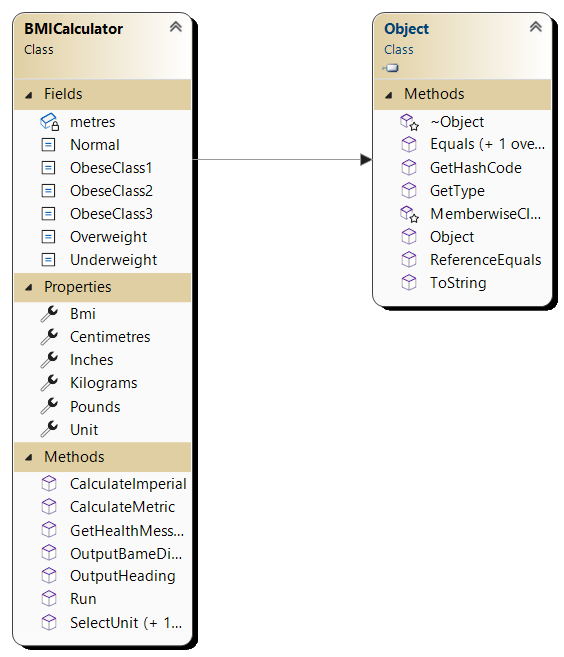 BMICalculator
Class
Fields
metres
Normal
ObeseClass1
ObeseClass2
ObeseClass3
Overweight
Underweight
Properties
Bmi
Centimetres
Inches
Kilograms
Pounds
Unit
Methods
CalculateImperial
CalculateMetric
GetHealthMess...
OutputBameDi...
OutputHeading
Run
SelectUnit (+ 1...
Object
Class
Methods
~Object
Equals (+ 1 ove...
GetHashCode
GetType
MemberwiseCl...
Object
ReferenceEquals
ToString